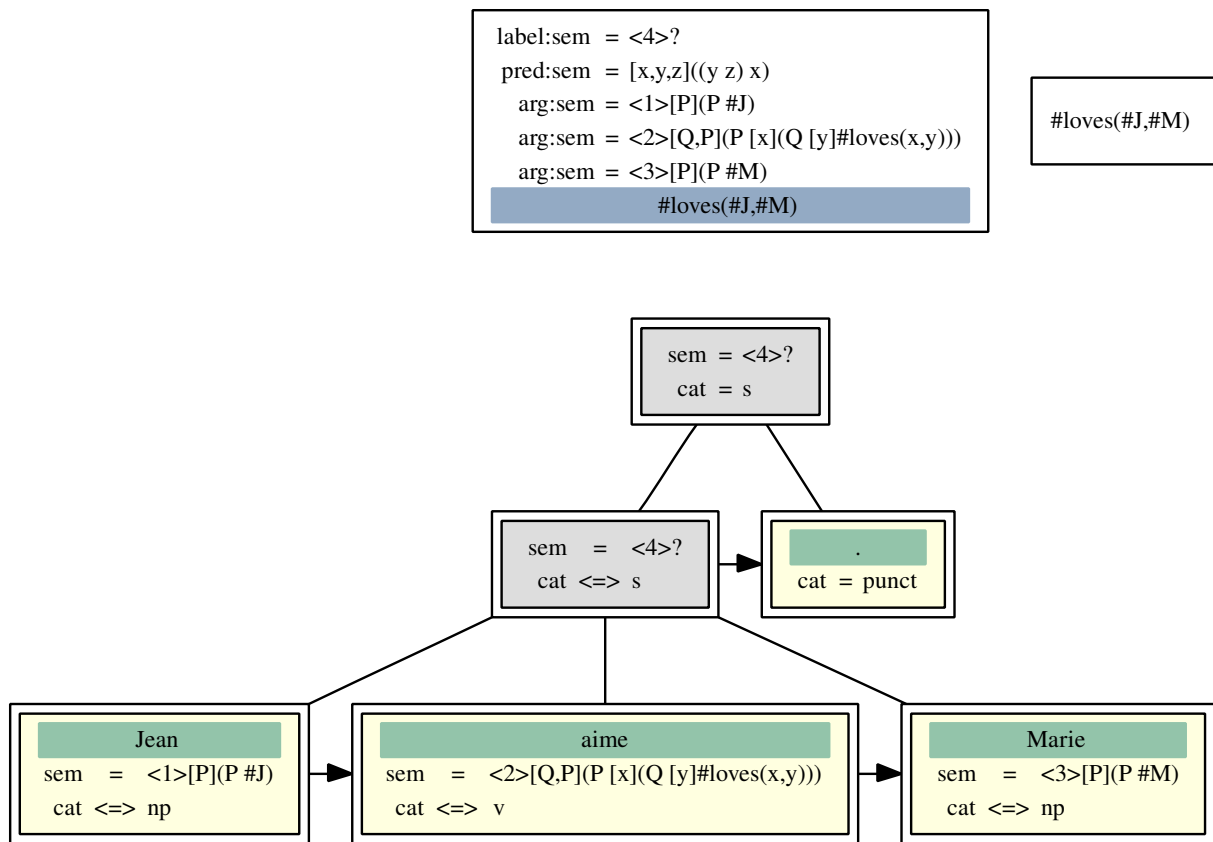 label:sem = <4>?
pred:sem = [x,y,z]((y z) x)
arg:sem = <1>[P](P #J)
arg:sem = <2>[Q,P](P [x](Q [y]#loves(x,y)))
arg:sem = <3>[P](P #M)
#loves(#J,#M)
#loves(#J,#M)
sem = <4>?
cat = s
sem = <4>?
cat <=> s
.
cat = punct
Jean
sem = <1>[P](P #J)
cat <=> np
aime
sem = <2>[Q,P](P [x](Q [y]#loves(x,y)))
cat <=> v
Marie
sem = <3>[P](P #M)
cat <=> np